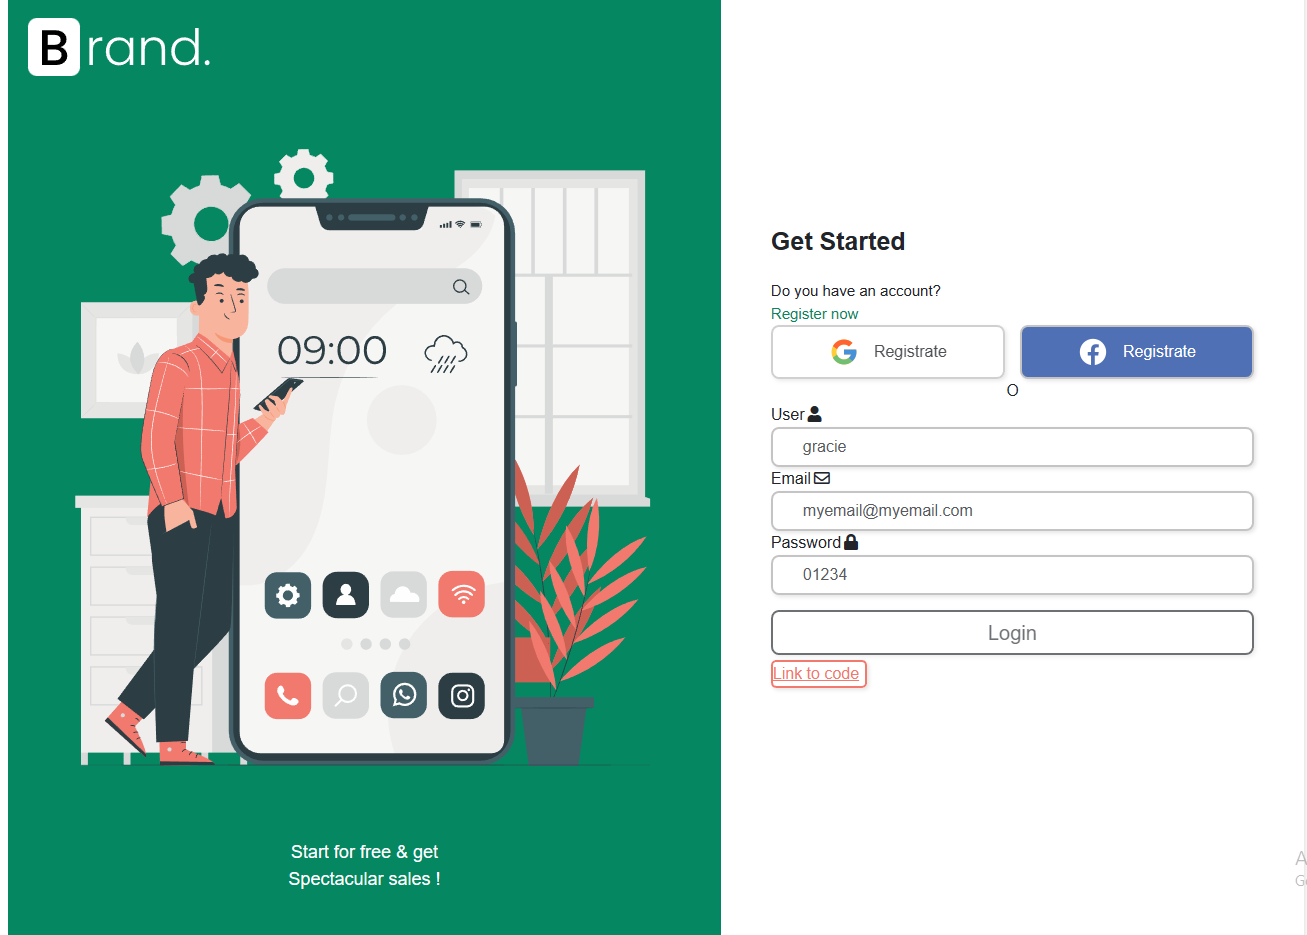 Brand.
09:00
Start for free & get
Spectacular sales !
Get Started
Do you have an account?
Register now
Registrate
Registrate
O
User
gracie
Email
myemail@myemail.com
Password
01234
Login
Link to code